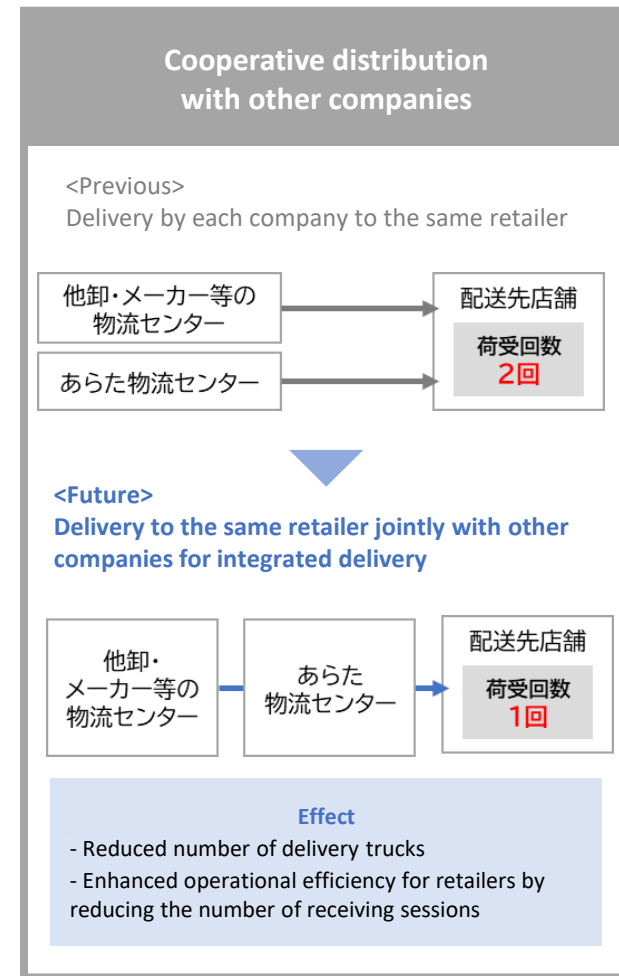 Cooperative distribution
with other companies
<Previous>
Delivery by each company to the same retailer
他卸・メーカー等の
物流センター
あらた物流センター
配送先店舗
荷受回数
2回
<Future>
Delivery to the same retailer jointly with other
companies for integrated delivery
他卸・
メーカー等の
物流センター
あらた
物流センター
配送先店舗
荷受回数
1回
Effect
- Reduced number of delivery trucks
- Enhanced operational efficiency for retailers by
reducing the number of receiving sessions